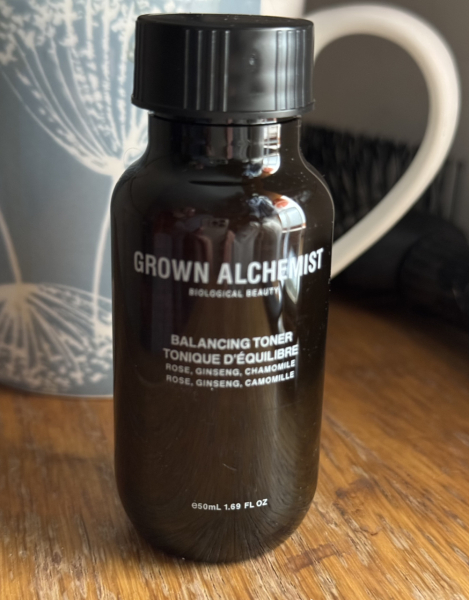 GROWN ALCHEMIST
BIOLOGICAL BEAUTY
BALANCING TONER
TONIQUE D'ÉQUILIBRE
ROSE, GINSENG, CHAMOMILE
ROSE, GINSENG, CAMOMILLE
℮50mL 1.69 FL OZ